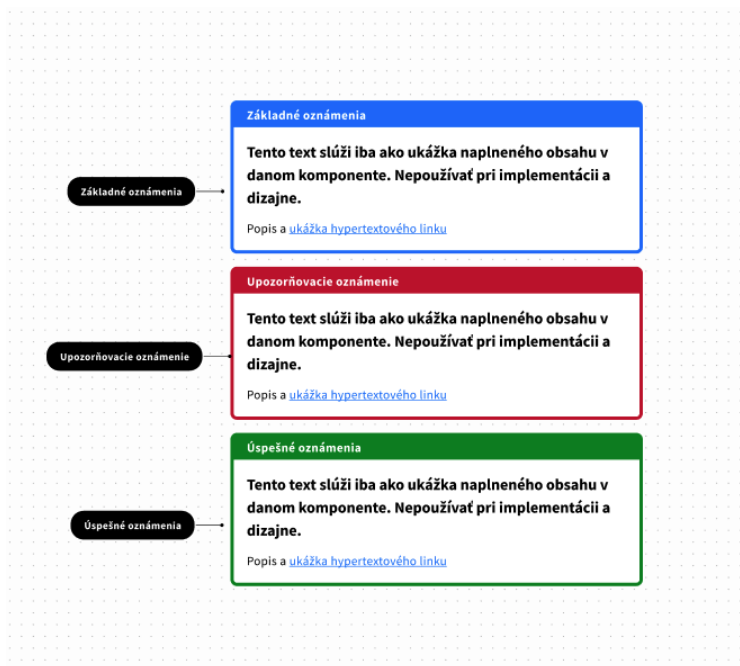 Základné oznámenia
Tento text slúži iba ako ukážka naplneného obsahu v
danom komponente. Nepoužívať pri implementácii a
dizajne.
Základné oznámenia
Popis a ukážka hypertextového linku
Upozorňovacie oznámenie
Tento text slúži iba ako ukážka naplneného obsahu v
danom komponente. Nepoužívať pri implementácii a
dizajne.
Upozorňovacie oznámenie
Popis a ukážka hypertextového linku
Úspešné oznámenia
Tento text slúži iba ako ukážka naplneného obsahu v
danom komponente. Nepoužívať pri implementácii a
dizajne.
Úspešné oznámenia
Popis a ukážka hypertextového linku